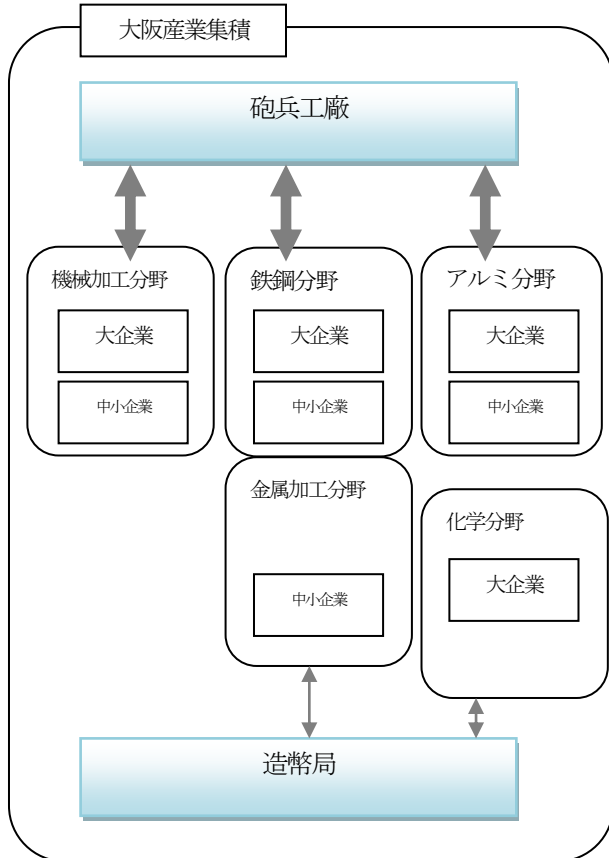 大阪産業集積
砲兵工廠
機械加工分野
大企業
中小企業
鉄鋼分野
大企業
中小企業
アルミ分野
大企業
中小企業
金属加工分野
中小企業
化学分野
大企業
造幣局